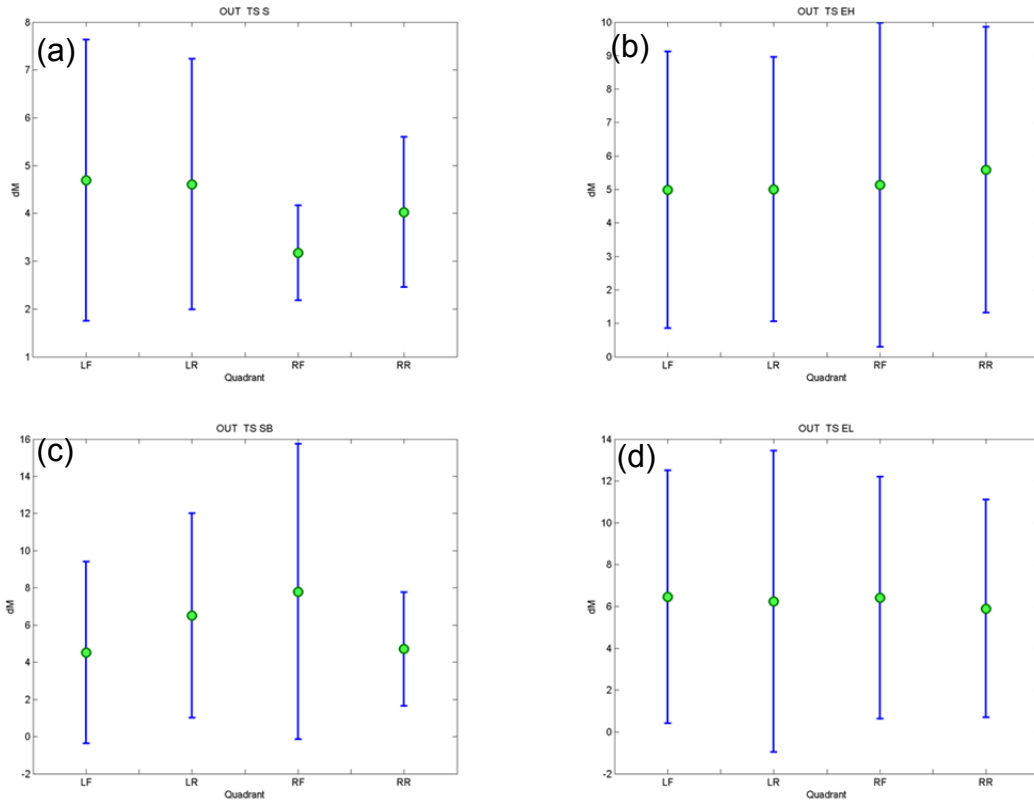 OUT TS S
(a)
8
7
6
5
4
3
2
1
dM
LF LR RF RR
Quadrant
OUT TS EH
(b)
10
9
8
7
6
5
4
3
2
1
0
dM
LF LR RF RR
Quadrant
OUT TS SB
(c)
16
14
12
10
8
6
4
2
0
-2
dM
LF LR RF RR
Quadrant
OUT TS EL
(d)
14
12
10
8
6
4
2
0
-2
dM
LF LR RF RR
Quadrant